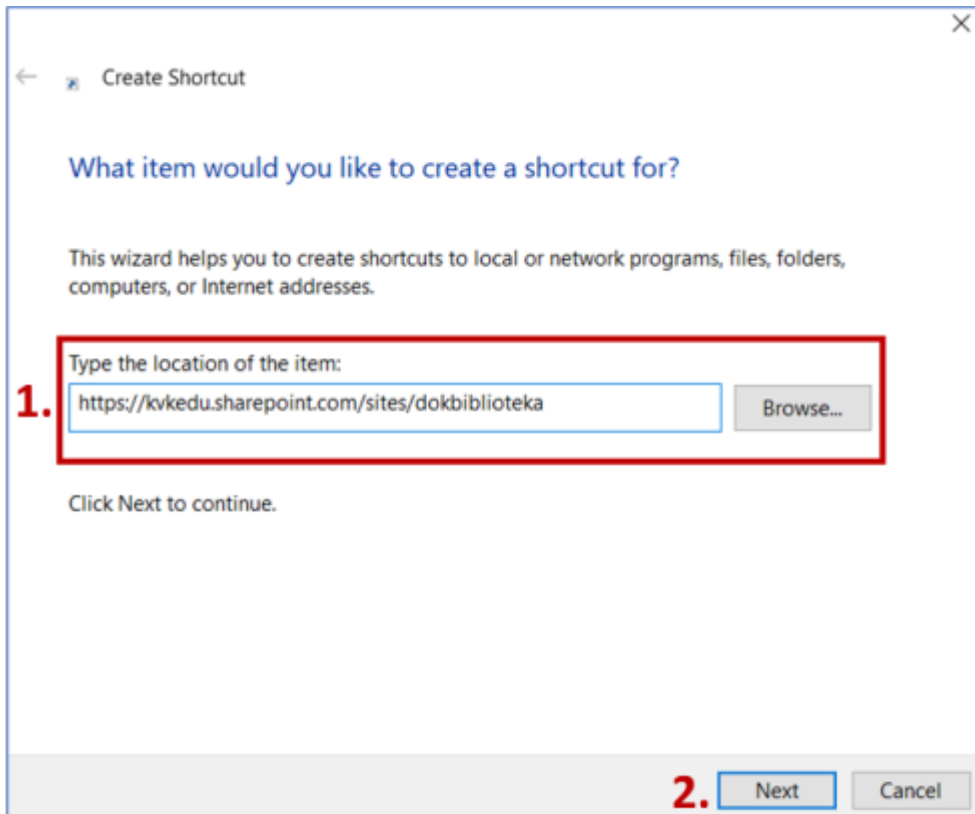 Create Shortcut
What item would you like to create a shortcut for?
This wizard helps you to create shortcuts to local or network programs, files, folders,
computers, or Internet addresses.
Type the location of the item:
1.
https://kvkedu.sharepoint.com/sites/dokbiblioteka
Browse...
Click Next to continue.
2.
Next
Cancel